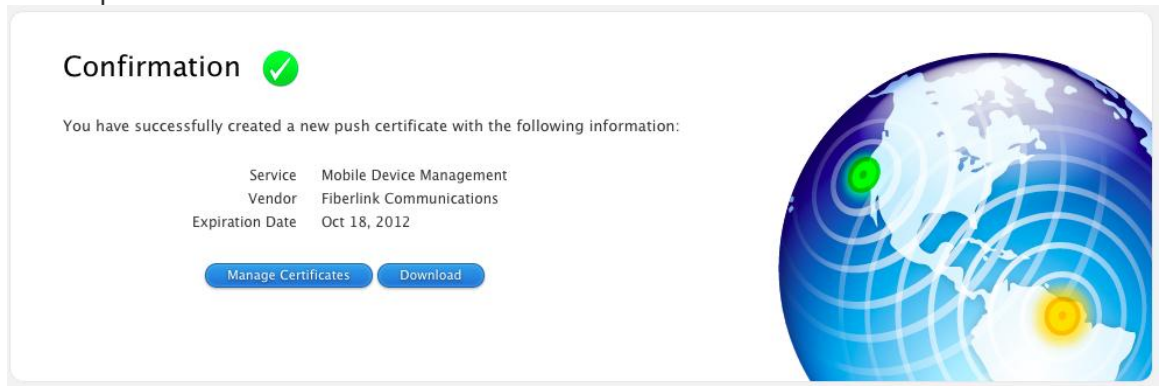 Confirmation
You have successfully created a new push certificate with the following information:
Service Mobile Device Management
Vendor Fiberlink Communications
Expiration Date Oct 18, 2012
Manage Certificates Download